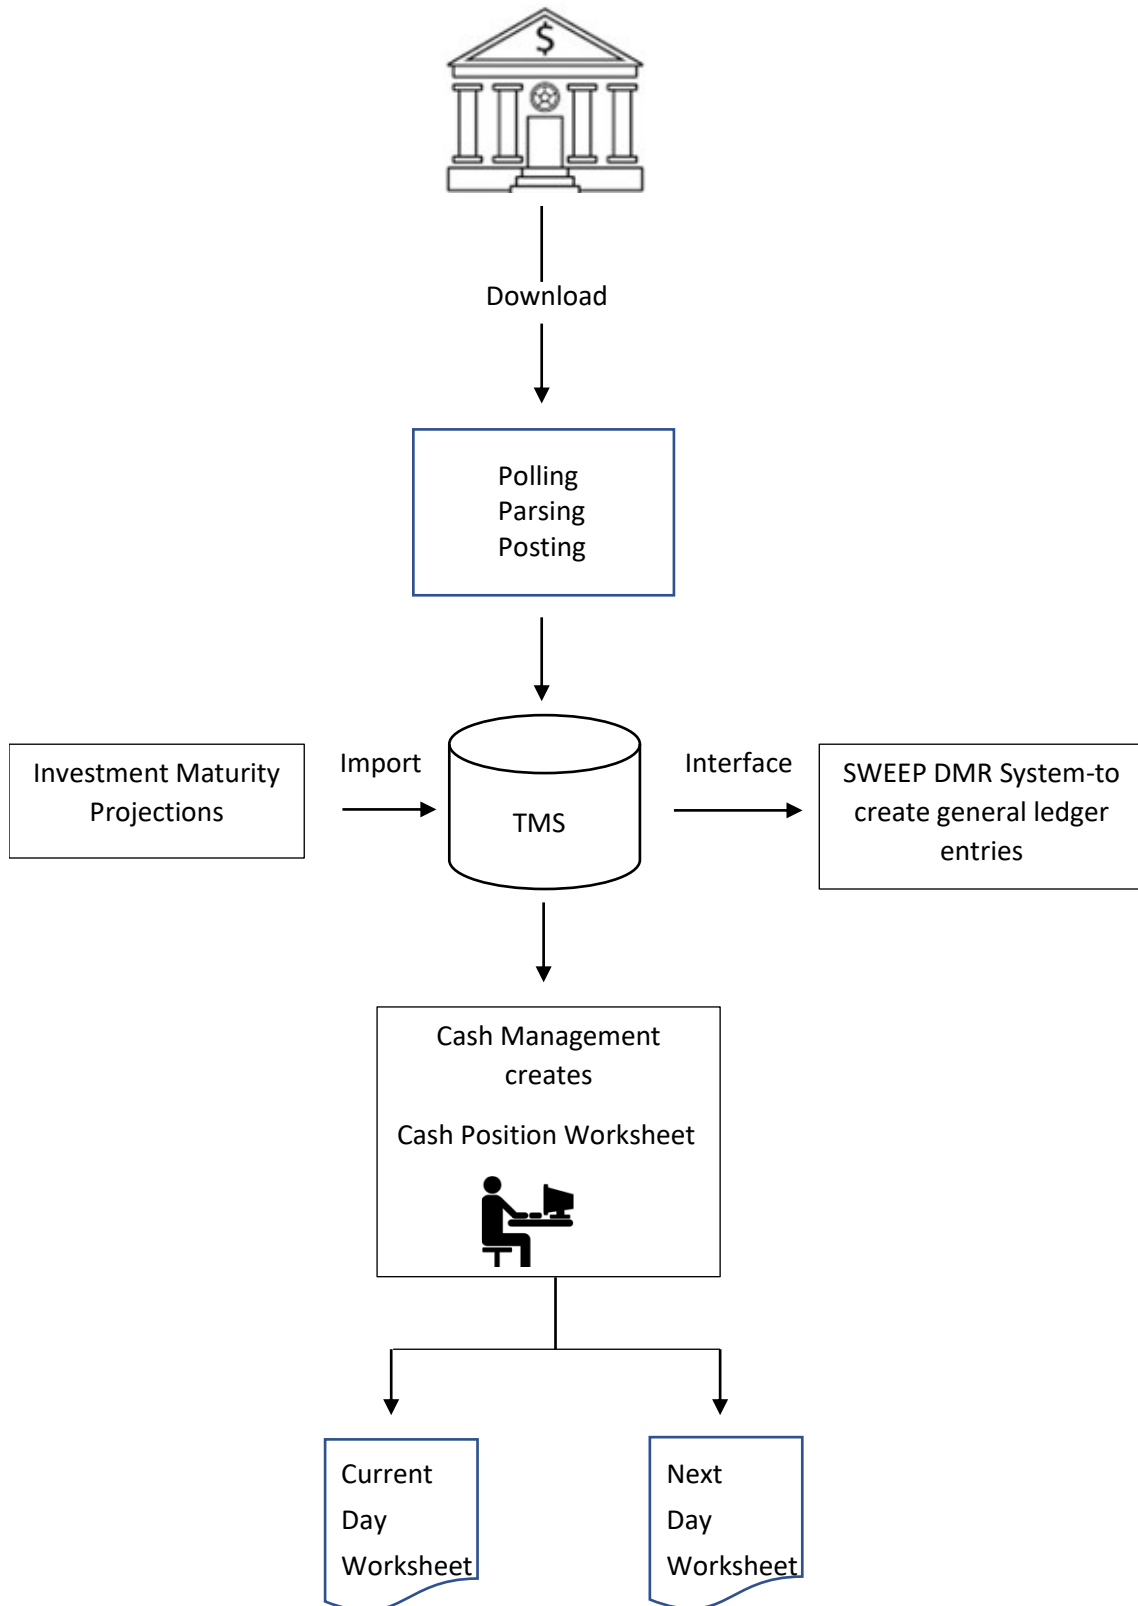 $
Download
Polling
Parsing
Posting
Investment Maturity
Projections
Import
TMS
Interface
SWEEP DMR System-to
create general ledger
entries
Cash Management
creates
Cash Position Worksheet
Current
Day
Worksheet
Next
Day
Worksheet